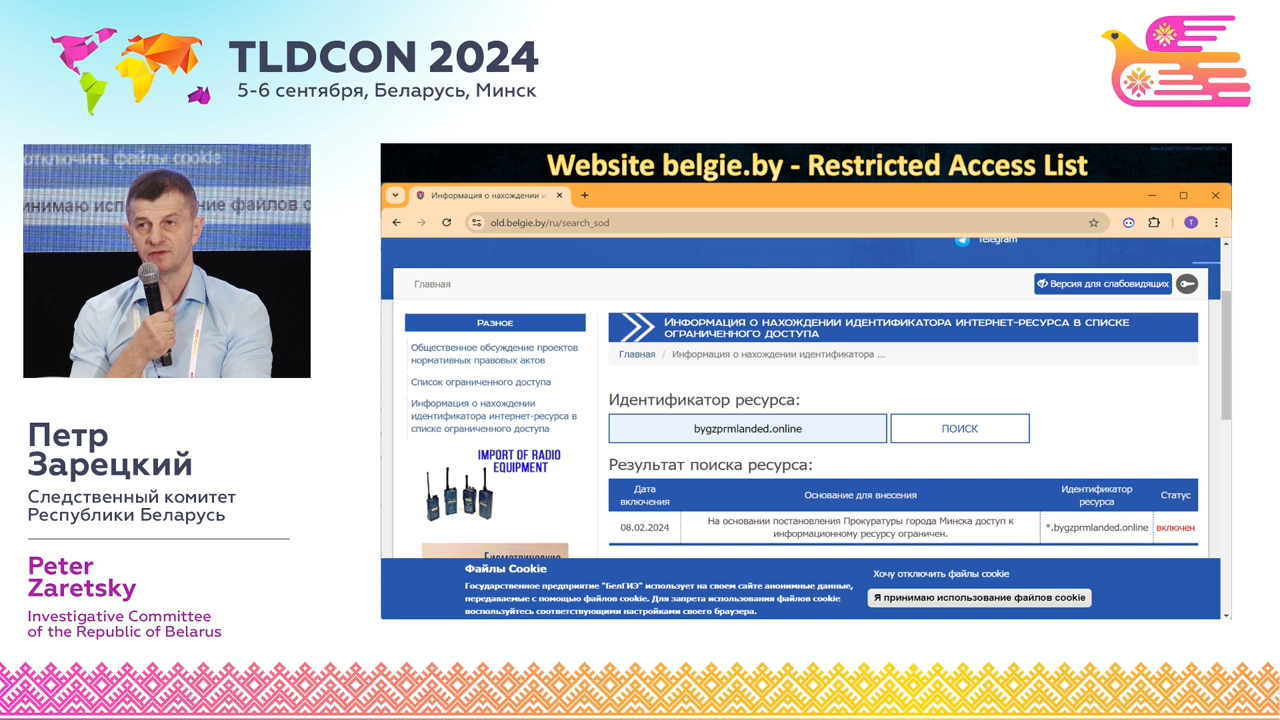 TLDCON 2024
5-6 сентября, Беларусь, Минск
отключить файлы cookie
Петр
Зарецкий
Следственный комитет
Республики Беларусь
Peter
Zaretsky
Investigative Committee
of the Republic of Belarus
Website belgie.by - Restricted Access List
Информация о нахождении и
old.belgie.by/ru/search_sod
T
Telegram
Главная
Версия для слабовидящих
Разное
Общественное обсуждение проектов
нормативных правовых актов
Список ограниченного доступа
Информация о нахождении
идентификатора интернет-ресурса в
списке ограниченного доступа
IMPORT OF RADIO
EQUIPMENT
Биометрические
Информация о нахождении идентификатора интернет-ресурса в списке
ограниченного доступа
Главная / Информация о нахождении идентификатора ...
Идентификатор ресурса:
bygzprmlanded.online
ПОИСК
Результат поиска ресурса:
Дата
включения
Основание для внесения
Идентификатор
ресурса
Статус
08.02.2024
На основании постановления Прокуратуры города Минска доступ к
информационному ресурсу ограничен.
*.bygzprmlanded.online
включен
Файлы Cookie
Государственное предприятие "БелГИЭ" использует на своем сайте анонимные данные,
передаваемые с помощью файлов cookie. Для запрета использования файлов cookie
воспользуйтесь соответствующими настройками своего браузера.
Хочу отключить файлы cookie
Я принимаю использование файлов cookie